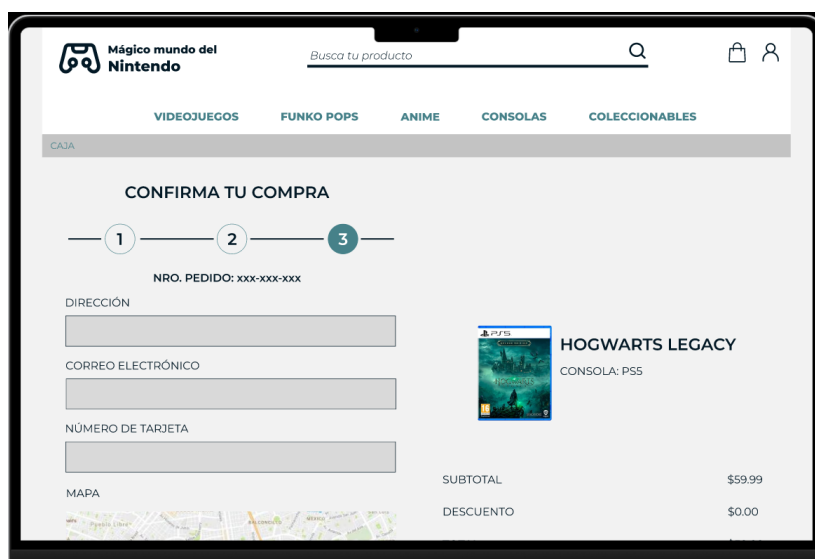 Mágico mundo del
Nintendo
Busca tu producto
VIDEOJUEGOS FUNKO POPS ANIME CONSOLAS COLECCIONABLES
CAJA
CONFIRMA TU COMPRA
1 2 3
NRO. PEDIDO: xxx-xxx-xxx
DIRECCIÓN
CORREO ELECTRÓNICO
NÚMERO DE TARJETA
MAPA
PS5
HOGWARTS LEGACY
CONSOLA: PS5
SUBTOTAL $59.99
DESCUENTO $0.00